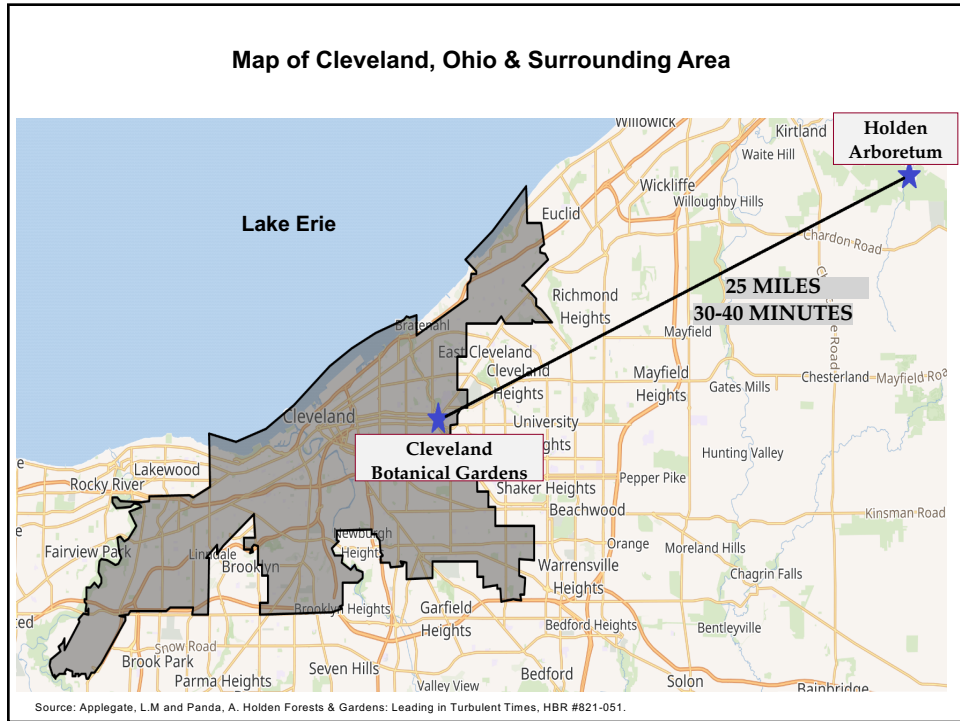 Map of Cleveland, Ohio & Surrounding Area
Willowick
Kirtland
Holden
Arboretum
Waite Hill
Wickliffe
Willoughby Hills
Lake Erie
Euclid
Chardon Road
25 MILES
30-40 MINUTES
Richmond
Heights
Bratenahl
Mayfield
East Cleveland
Cleveland
Heights
Mayfield
Heights
Gates Mills
Chesterland
Mayfield Roa
Cleveland
University
Cleveland
Botanical Gardens
Hunting Valley
Lakewood
Rocky River
Shaker Heights
Pepper Pike
Beachwood
Kinsman Road
Fairview Park
Linndale
Brooklyn
Newburgh
Heights
Orange
Moreland Hills
Warrensville
Heights
Chagrin Falls
Brooklyn Heights
Garfield
Heights
Bedford Heights
Bentleyville
Snow Road
Brook Park
Parma Heights
Seven Hills
Valley View
Bedford
Solon
Bainbridge
Source: Applegate, L.M and Panda, A. Holden Forests & Gardens: Leading in Turbulent Times, HBR #821-051.